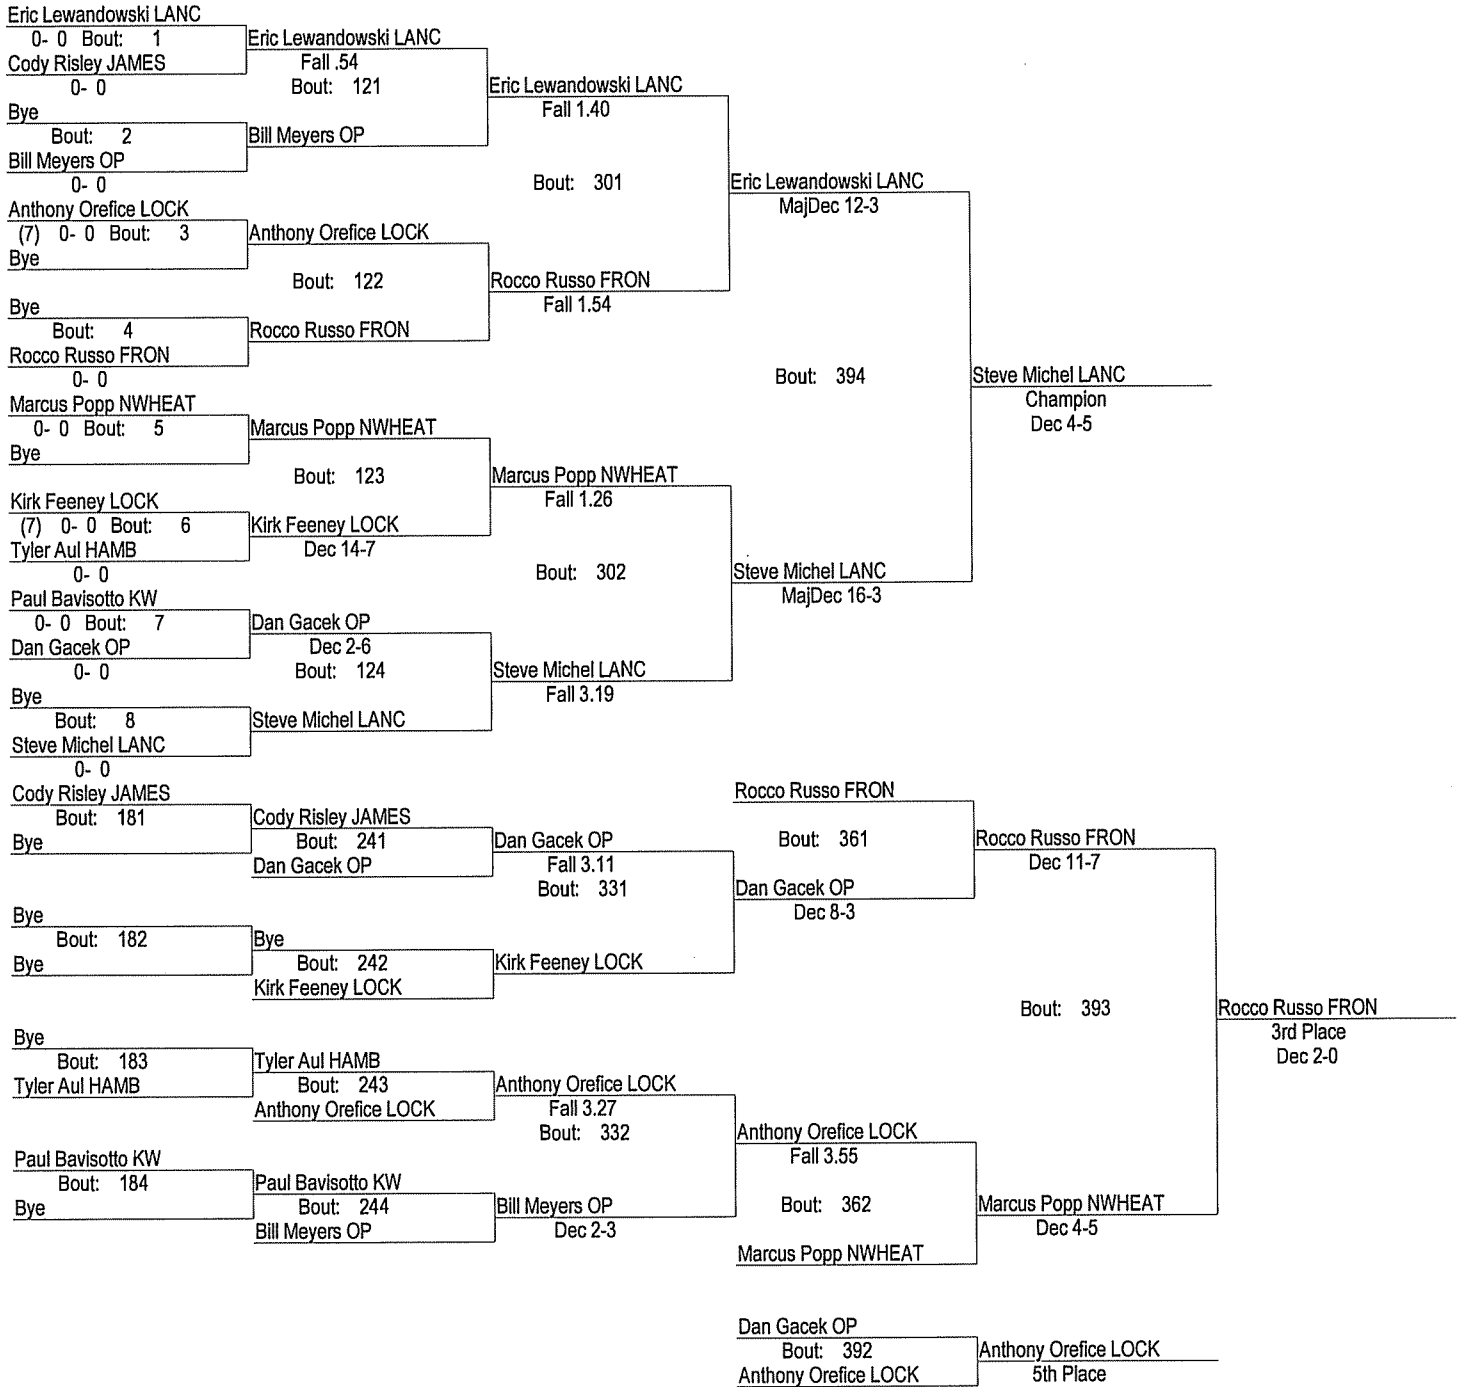 Eric Lewandowski LANC
0- 0 Bout: 1
Cody Risley JAMES
0- 0
Bye
Bout: 2
Bill Meyers OP
0- 0
Anthony Orefice LOCK
(7) 0- 0 Bout: 3
Bye
Bye
Bout: 4
Rocco Russo FRON
0- 0
Marcus Popp NWHEAT
0- 0 Bout: 5
Bye
Kirk Feeney LOCK
(7) 0- 0 Bout: 6
Tyler Aul HAMB
0- 0
Paul Bavisotto KW
0- 0 Bout: 7
Dan Gacek OP
0- 0
Bye
Bout: 8
Steve Michel LANC
0- 0
Eric Lewandowski LANC
Fall .54
Bout: 121
Bill Meyers OP
Anthony Orefice LOCK
Bout: 122
Rocco Russo FRON
Marcus Popp NWHEAT
Bout: 123
Kirk Feeney LOCK
Dec 14-7
Dan Gacek OP
Dec 2-6
Bout: 124
Steve Michel LANC
Eric Lewandowski LANC
Fall 1.40
Bout: 301
Rocco Russo FRON
Fall 1.54
Marcus Popp NWHEAT
Fall 1.26
Bout: 302
Steve Michel LANC
Fall 3.19
Eric Lewandowski LANC
MajDec 12-3
Bout: 394
Steve Michel LANC
MajDec 16-3
Steve Michel LANC
Champion
Dec 4-5
Cody Risley JAMES
Bout: 181
Bye
Bye
Bout: 182
Bye
Bye
Bout: 183
Tyler Aul HAMB
Paul Bavisotto KW
Bout: 184
Bye
Cody Risley JAMES
Bout: 241
Dan Gacek OP
Bye
Bout: 242
Kirk Feeney LOCK
Tyler Aul HAMB
Bout: 243
Anthony Orefice LOCK
Paul Bavisotto KW
Bout: 244
Bill Meyers OP
Dan Gacek OP
Fall 3.11
Bout: 331
Kirk Feeney LOCK
Anthony Orefice LOCK
Fall 3.27
Bout: 332
Bill Meyers OP
Dec 2-3
Rocco Russo FRON
Bout: 361
Dan Gacek OP
Dec 8-3
Anthony Orefice LOCK
Fall 3.55
Bout: 362
Marcus Popp NWHEAT
Rocco Russo FRON
Dec 11-7
Bout: 393
Marcus Popp NWHEAT
Dec 4-5
Rocco Russo FRON
3rd Place
Dec 2-0
Dan Gacek OP
Bout: 392
Anthony Orefice LOCK
Anthony Orefice LOCK
5th Place